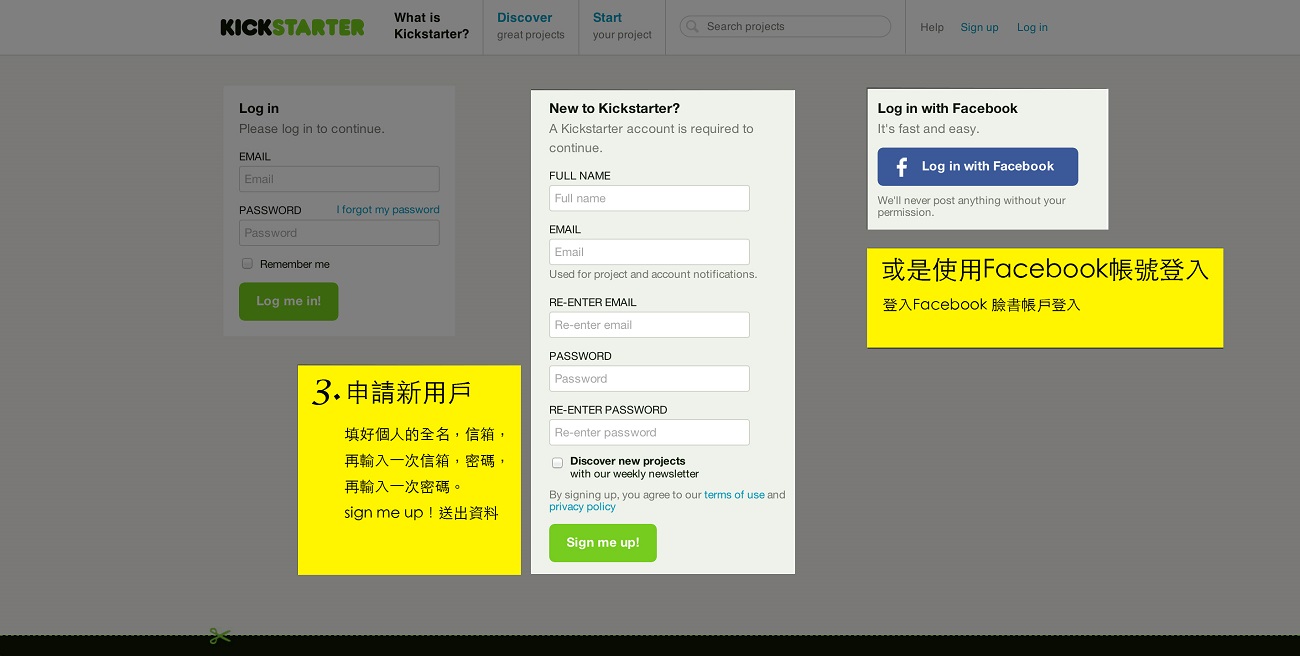 KICKSTARTER
What is
Kickstarter?
Discover
great projects
Start
your project
Search projects
Help
Sign up
Log in
Log in
Please log in to continue.
EMAIL
Email
PASSWORD
I forgot my password
Password
Remember me
Log me in!
New to Kickstarter?
A Kickstarter account is required to
continue.
FULL NAME
Full name
EMAIL
Email
Used for project and account notifications.
RE-ENTER EMAIL
Re-enter email
PASSWORD
Password
RE-ENTER PASSWORD
Re-enter password
Discover new projects
with our weekly newsletter
By signing up, you agree to our terms of use and
privacy policy
Sign me up!
Log in with Facebook
It's fast and easy.
Log in with Facebook
We'll never post anything without your
permission.
或是使用Facebook帳號登入
登入Facebook 臉書帳戶登入
3.申請新用戶
填好個人的全名，信箱，
再輸入一次信箱，密碼，
再輸入一次密碼。
sign me up！送出資料